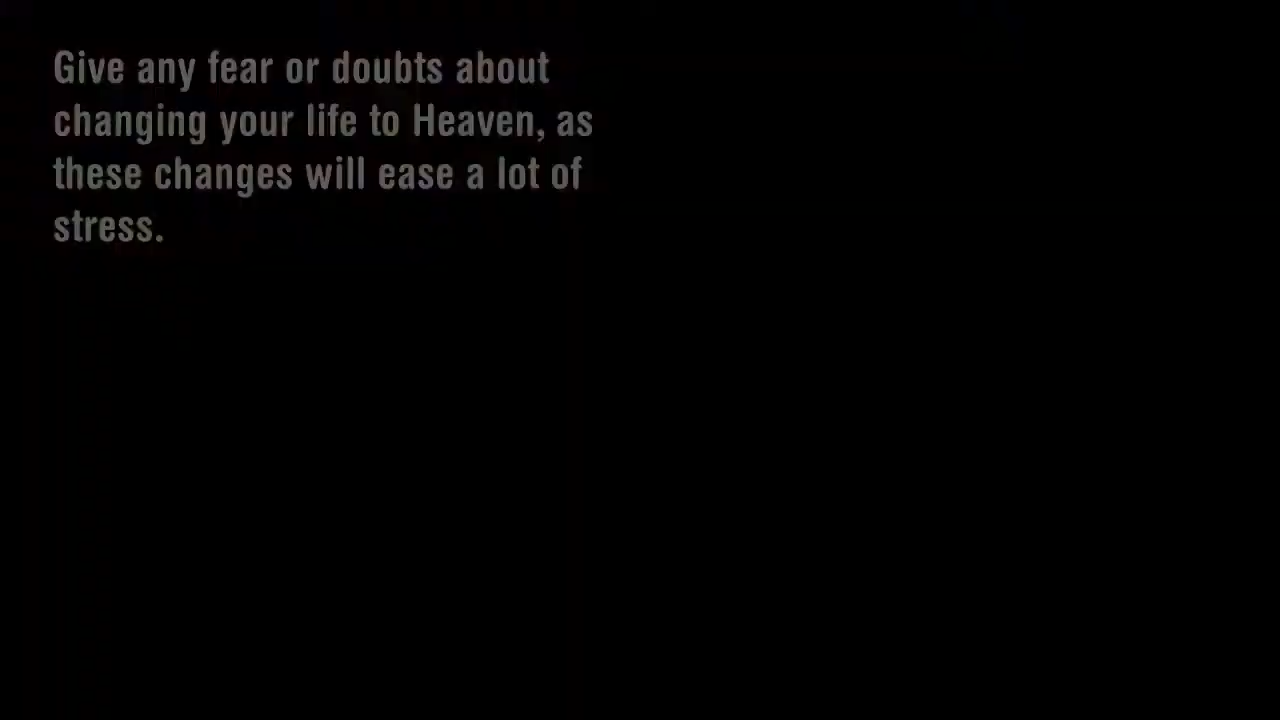 Give any fear or doubts about
changing your life to Heaven, as
these changes will ease a lot of
stress.